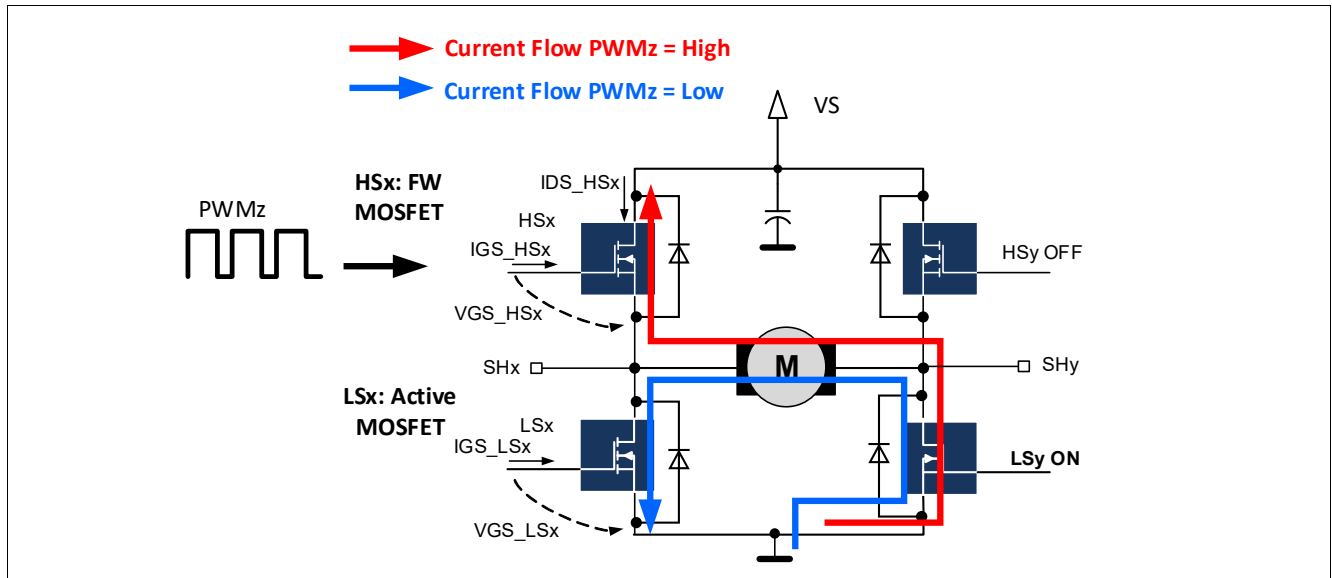 Current Flow PWMz = High
Current Flow PWMz = Low
VS
PWMz
HSx: FW
MOSFET
IDS_HSx
HSx
IGS_HSx
VGS_HSx
HSy OFF
SHx
M
SHy
LSx: Active
MOSFET
LSx
IGS_LSx
VGS_LSx
LSy ON